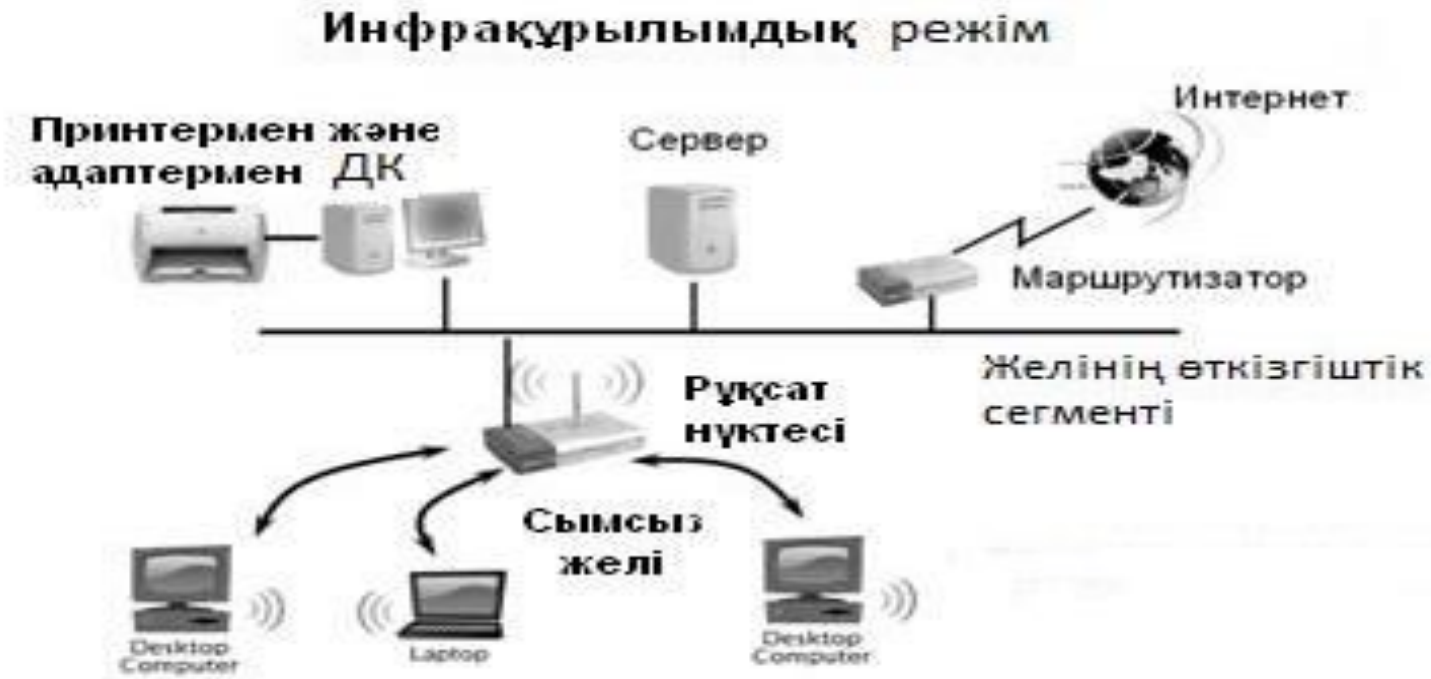 Инфрақұрылымдық режім
Интернет
Принтермен және
адаптермен ДК
Сервер
Маршрутизатор
Желінің өткізгіштік
сегменті
Рұқсат
нүктесі
Сымсыз
желі
Desktop
Computer
Laptop
Desktop
Computer